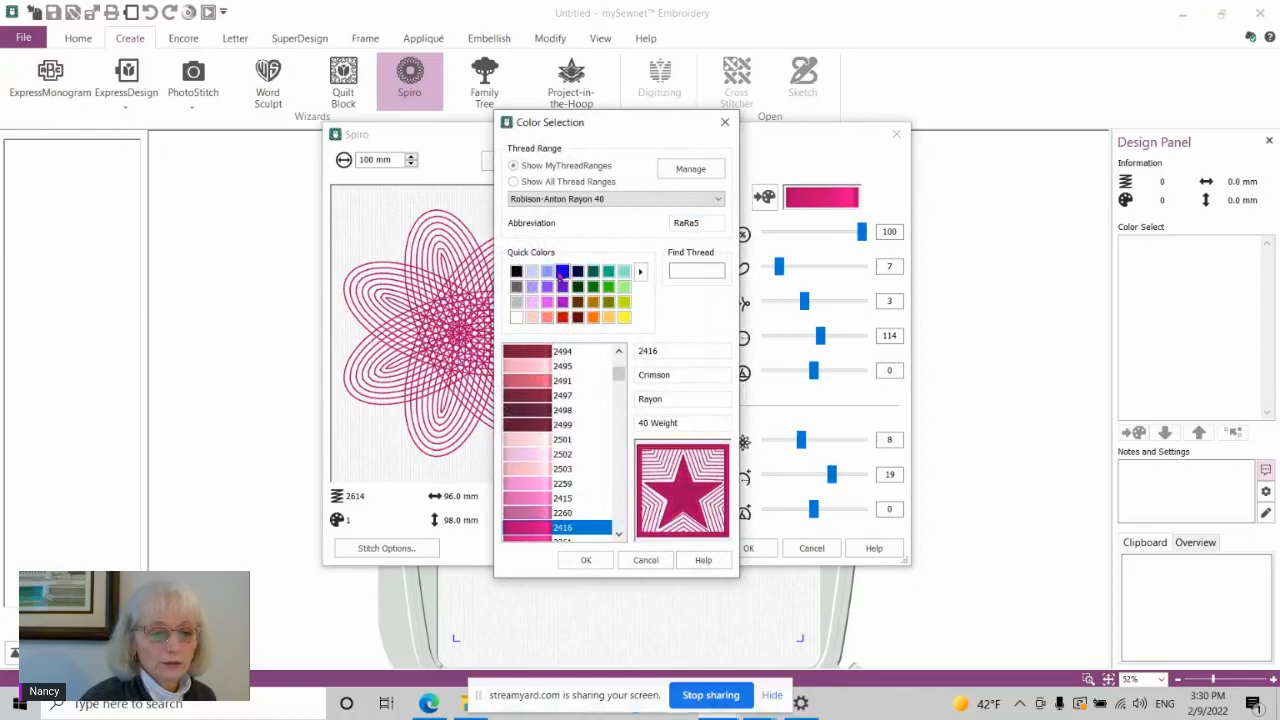 Untitled - mySewnet™ Embroidery
File Home Create Encore Letter SuperDesign Frame Appliqué Embellish Modify View Help
ExpressMonogram ExpressDesign PhotoStitch Word Sculpt Quilt Block Spiro Family Tree Project-in-the-Hoop Digitizing Cross Stitcher Sketch
Wizards Open
Spiro
100 mm
2614 96.0 mm
1 98.0 mm
Stitch Options..
Color Selection
Thread Range
Show MyThreadRanges
Manage
Show All Thread Ranges
Robison-Anton Rayon 40
Abbreviation RaRa5
Quick Colors Find Thread
2494
2495
2491
2497
2498
2499
2501
2502
2503
2259
2415
2260
2416
2416
Crimson
Rayon
40 Weight
OK Cancel Help
100
7
3
114
0
8
19
0
OK Cancel Help
Design Panel
Information
0 0.0 mm
0 0.0 mm
Color Select
Notes and Settings
Clipboard Overview
52%
Nancy
Type here to search
streamyard.com is sharing your screen. Stop sharing Hide
42°F ENG
3:30 PM
2/9/2022
1